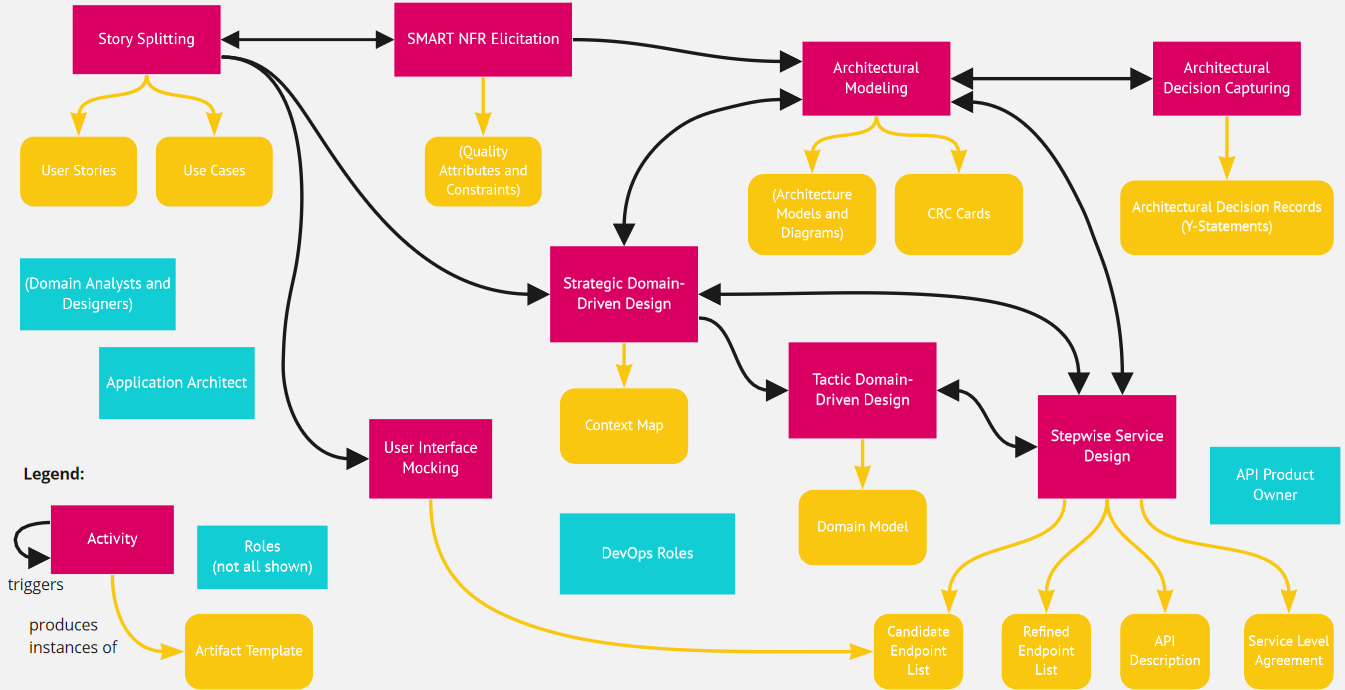 Story Splitting
SMART NFR Elicitation
Architectural
Modeling
Architectural
Decision Capturing
User Stories
Use Cases
(Quality
Attributes and
Constraints)
(Architecture
Models and
Diagrams)
CRC Cards
Architectural Decision Records
(Y-Statements)
(Domain Analysts and
Designers)
Strategic Domain-
Driven Design
Application Architect
Tactic Domain-
Driven Design
Context Map
User Interface
Mocking
Stepwise Service
Design
API Product
Owner
Legend:
Activity
Roles
(not all shown)
triggers
produces
instances of
Artifact Template
DevOps Roles
Domain Model
Candidate
Endpoint
List
Refined
Endpoint
List
API
Description
Service Level
Agreement